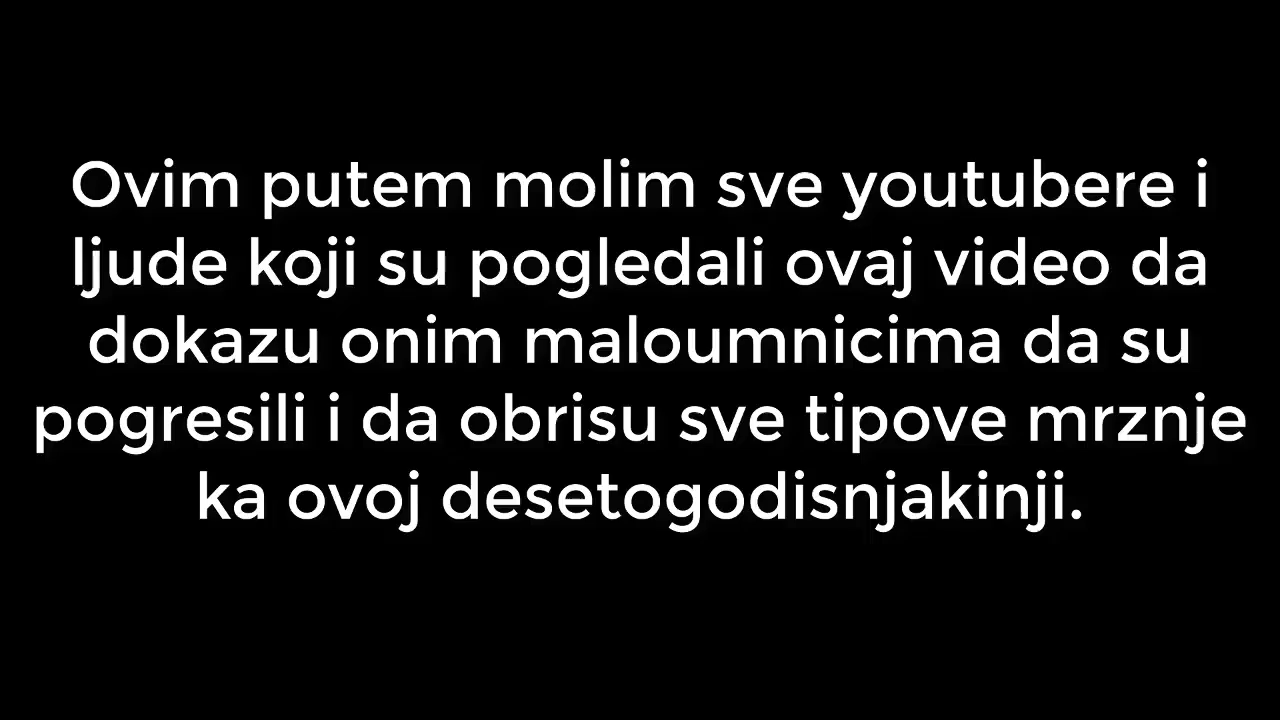 Ovim putem molim sve youtubere i
ljude koji su pogledali ovaj video da
dokazu onim maloumnicima da su
pogresili i da obrisu sve tipove mrznje
ka ovoj desetogodisnjakinji.